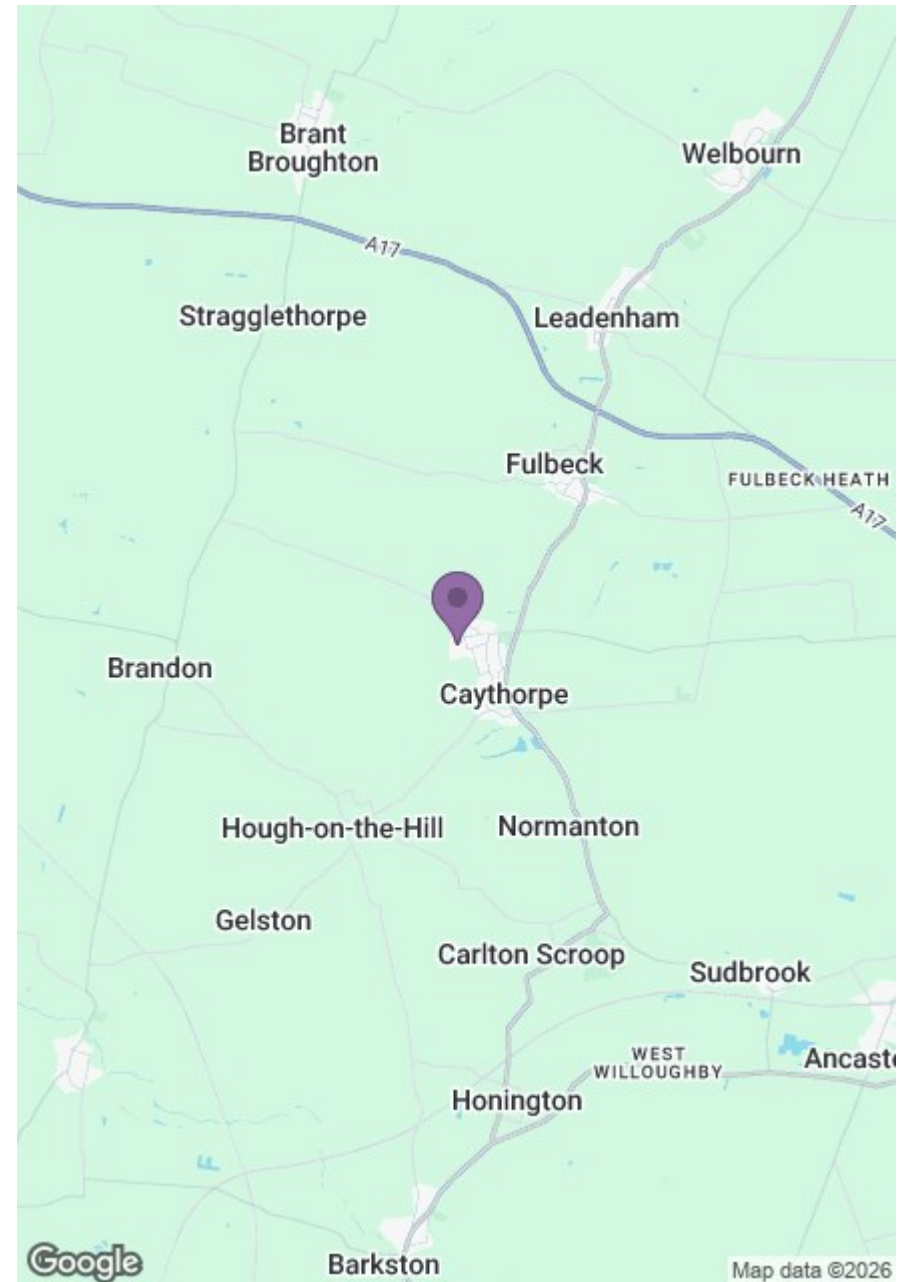 Brant
Broughton
Welbourn
A17
Stragglethorpe
Leadenham
Fulbeck
FULBECK HEATH
A17
Brandon
Caythorpe
Hough-on-the-Hill
Normanton
Gelston
Carlton Scroop
Sudbrook
WEST
WILLOUGHBY
Ancaste
Honington
Barkston
Google
Map data ©2026